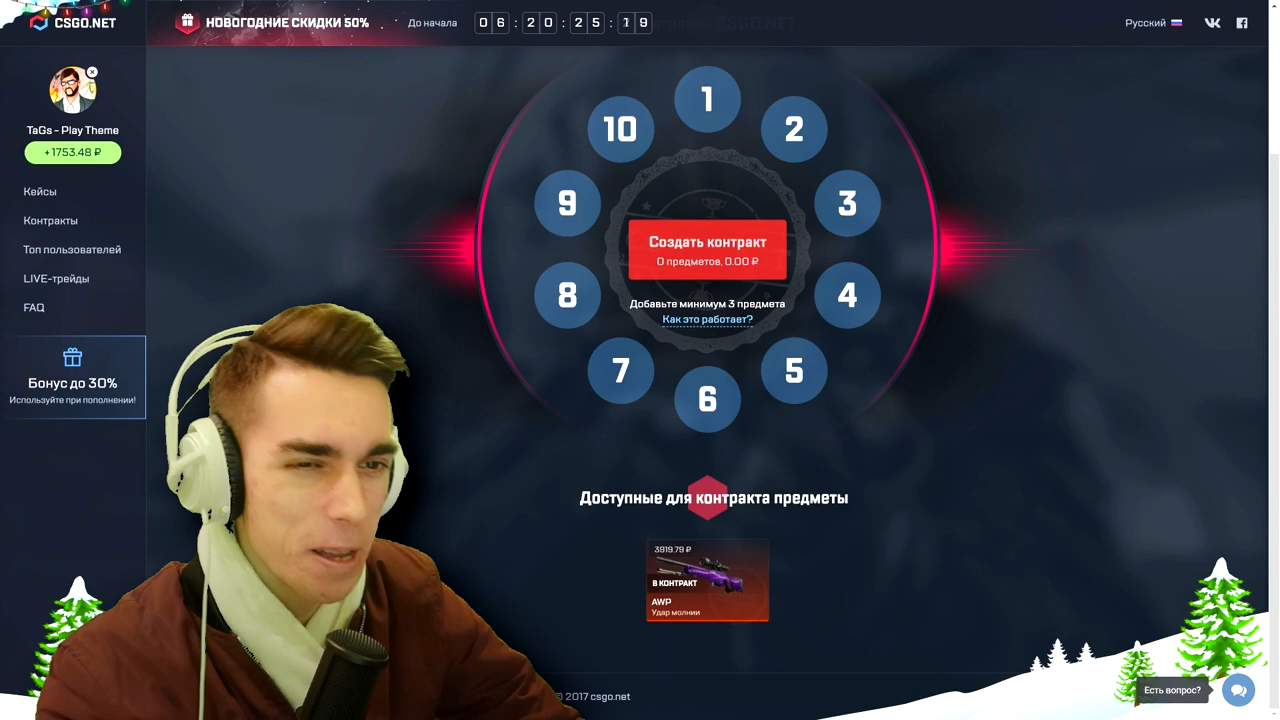 CSGO.NET
НОВОГОДНИЕ СКИДКИ 50%
До начала
06:20:25:19
Русский
TaGs - Play Theme
+1753.48 ₽
Кейсы
Контракты
Топ пользователей
LIVE-трейды
FAQ
Бонус до 30%
Используйте при пополнении!
1
2
3
4
5
6
7
8
9
10
Создать контракт
0 предметов, 0.00 ₽
Добавьте минимум 3 предмета
Как это работает?
Доступные для контракта предметы
3919.79 ₽
В КОНТРАКТ
AWP
Удар молнии
© 2017 csgo.net
Есть вопрос?